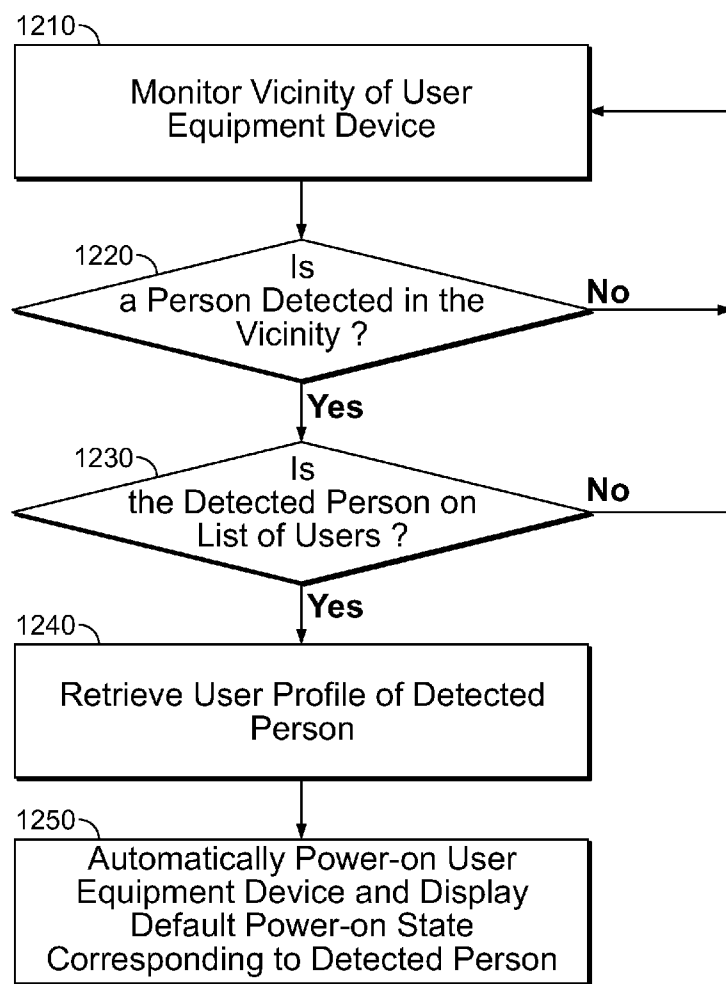 1210
Monitor Vicinity of User
Equipment Device
1220
Is
a Person Detected in the
Vicinity ?
No
Yes
1230
Is
the Detected Person on
List of Users ?
No
Yes
1240
Retrieve User Profile of Detected
Person
1250
Automatically Power-on User
Equipment Device and Display
Default Power-on State
Corresponding to Detected Person